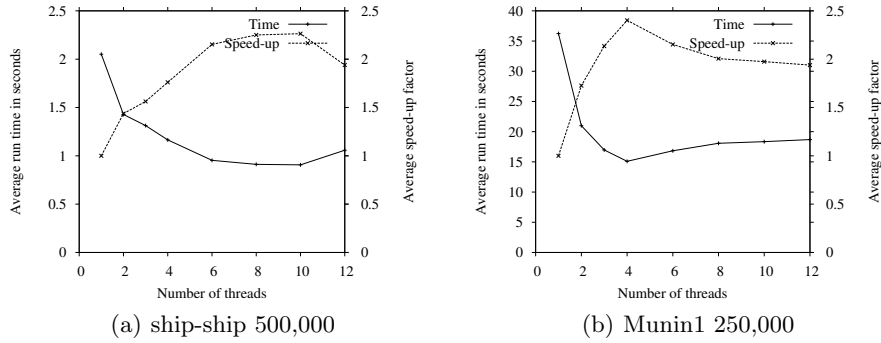 2.5
2
1.5
1
0.5
0
Average run time in seconds
0 2 4 6 8 10 12
Number of threads
2.5
2
1.5
1
0.5
0
Average speed-up factor
Time
Speed-up
(a) ship-ship 500,000
40
35
30
25
20
15
10
5
0
Average run time in seconds
0 2 4 6 8 10 12
Number of threads
2.5
2
1.5
1
0.5
0
Average speed-up factor
Time
Speed-up
(b) Munin1 250,000